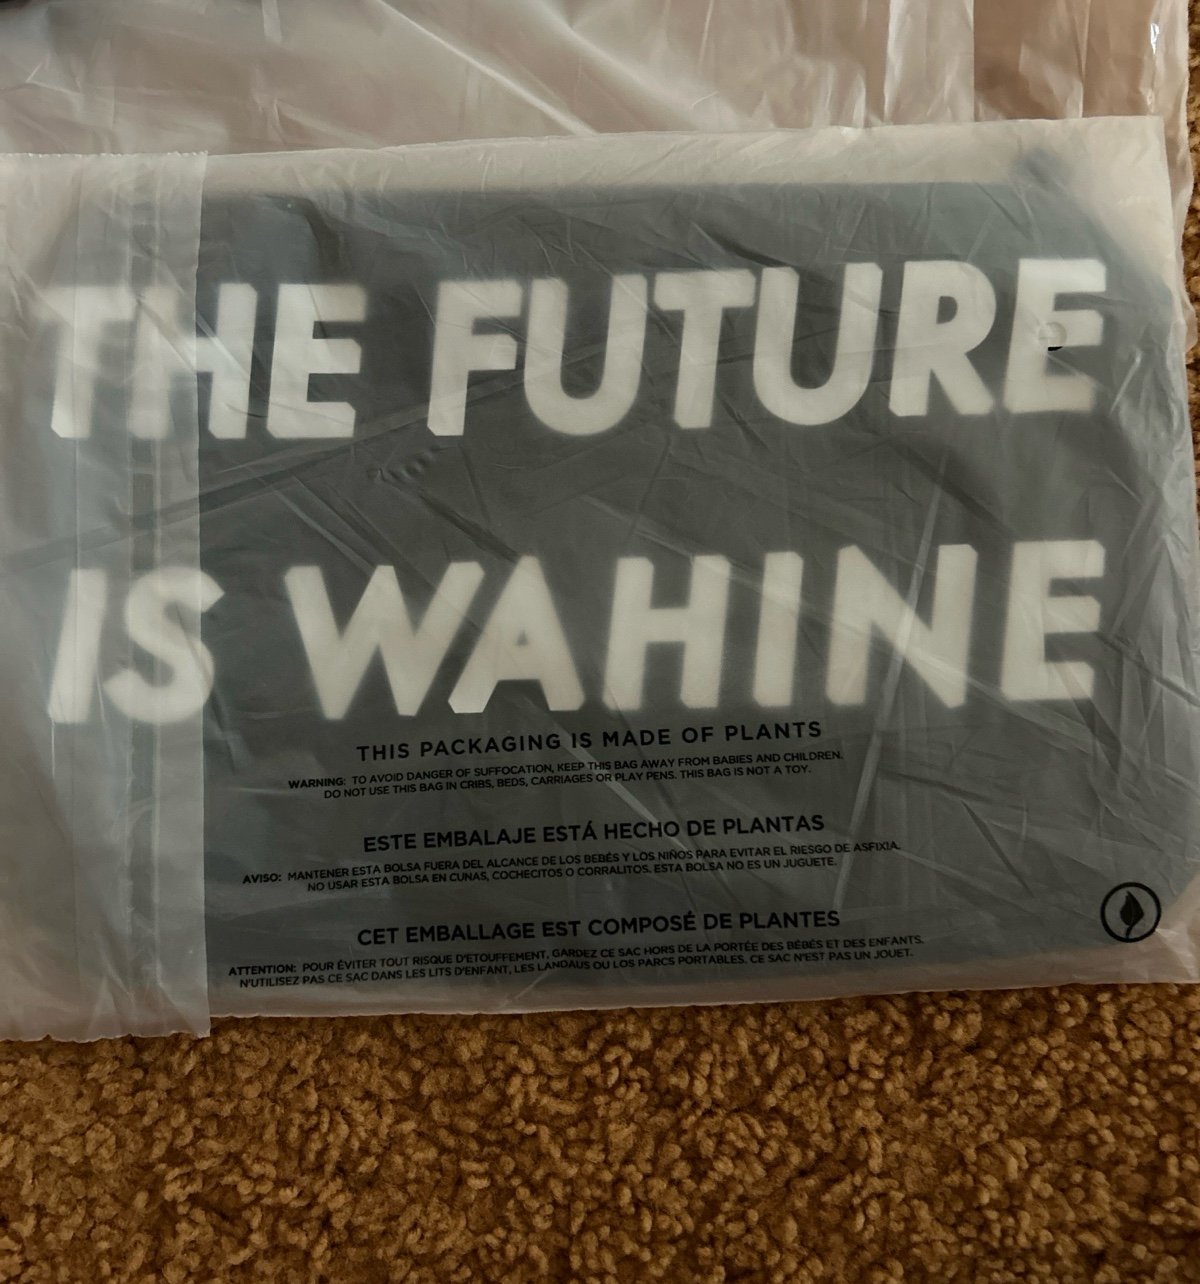 THE FUTURE
IS WAHINE
THIS PACKAGING IS MADE OF PLANTS
WARNING: TO AVOID DANGER OF SUFFOCATION, KEEP THIS BAG AWAY FROM BABIES AND CHILDREN.
DO NOT USE THIS BAG IN CRIBS, BEDS, CARRIAGES OR PLAY PENS. THIS BAG IS NOT A TOY.
ESTE EMBALAJE ESTÁ HECHO DE PLANTAS
AVISO: MANTENER ESTA BOLSA FUERA DEL ALCANCE DE LOS BEBÉS Y LOS NIÑOS PARA EVITAR EL RIESGO DE ASFIXIA.
NO USAR ESTA BOLSA EN CUNAS, COCHECITOS O CORRALITOS. ESTA BOLSA NO ES UN JUGUETE.
CET EMBALLAGE EST COMPOSÉ DE PLANTES
ATTENTION: POUR ÉVITER TOUT RISQUE D'ETOUFFEMENT, GARDEZ CE SAC HORS DE LA PORTÉE DES BÉBÉS ET DES ENFANTS.
N'UTILISEZ PAS CE SAC DANS LES LITS D'ENFANT, LES LANDAUS OU LOS PARCS PORTABLES. CE SAC N'EST PAS UN JOUET.